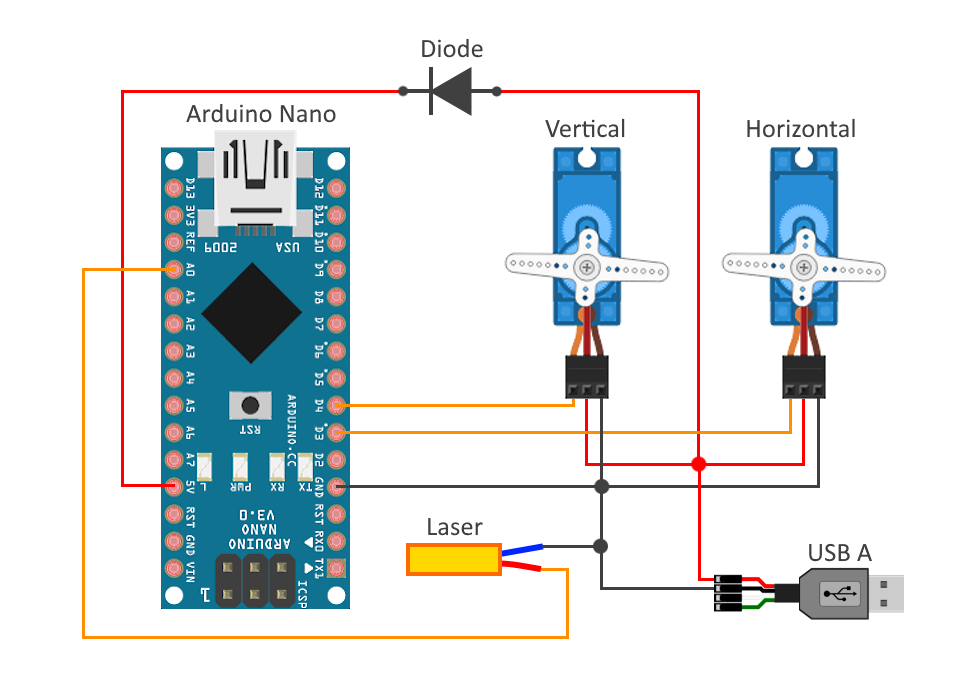 Diode
Arduino Nano
Vertical
Horizontal
D13
3V3
REF
A0
A1
A2
A3
A4
A5
A6
A7
5V
RST
GND
VIN
D12
D11
D10
D9
D8
D7
D6
D5
D4
D3
D2
GND
RST
RX0
TX1
2009
USA
RST
ARDUINO.CC
L
PWR
RX
TX
V3.0
NANO
ARDUINO
1
ICSP
Laser
USB A